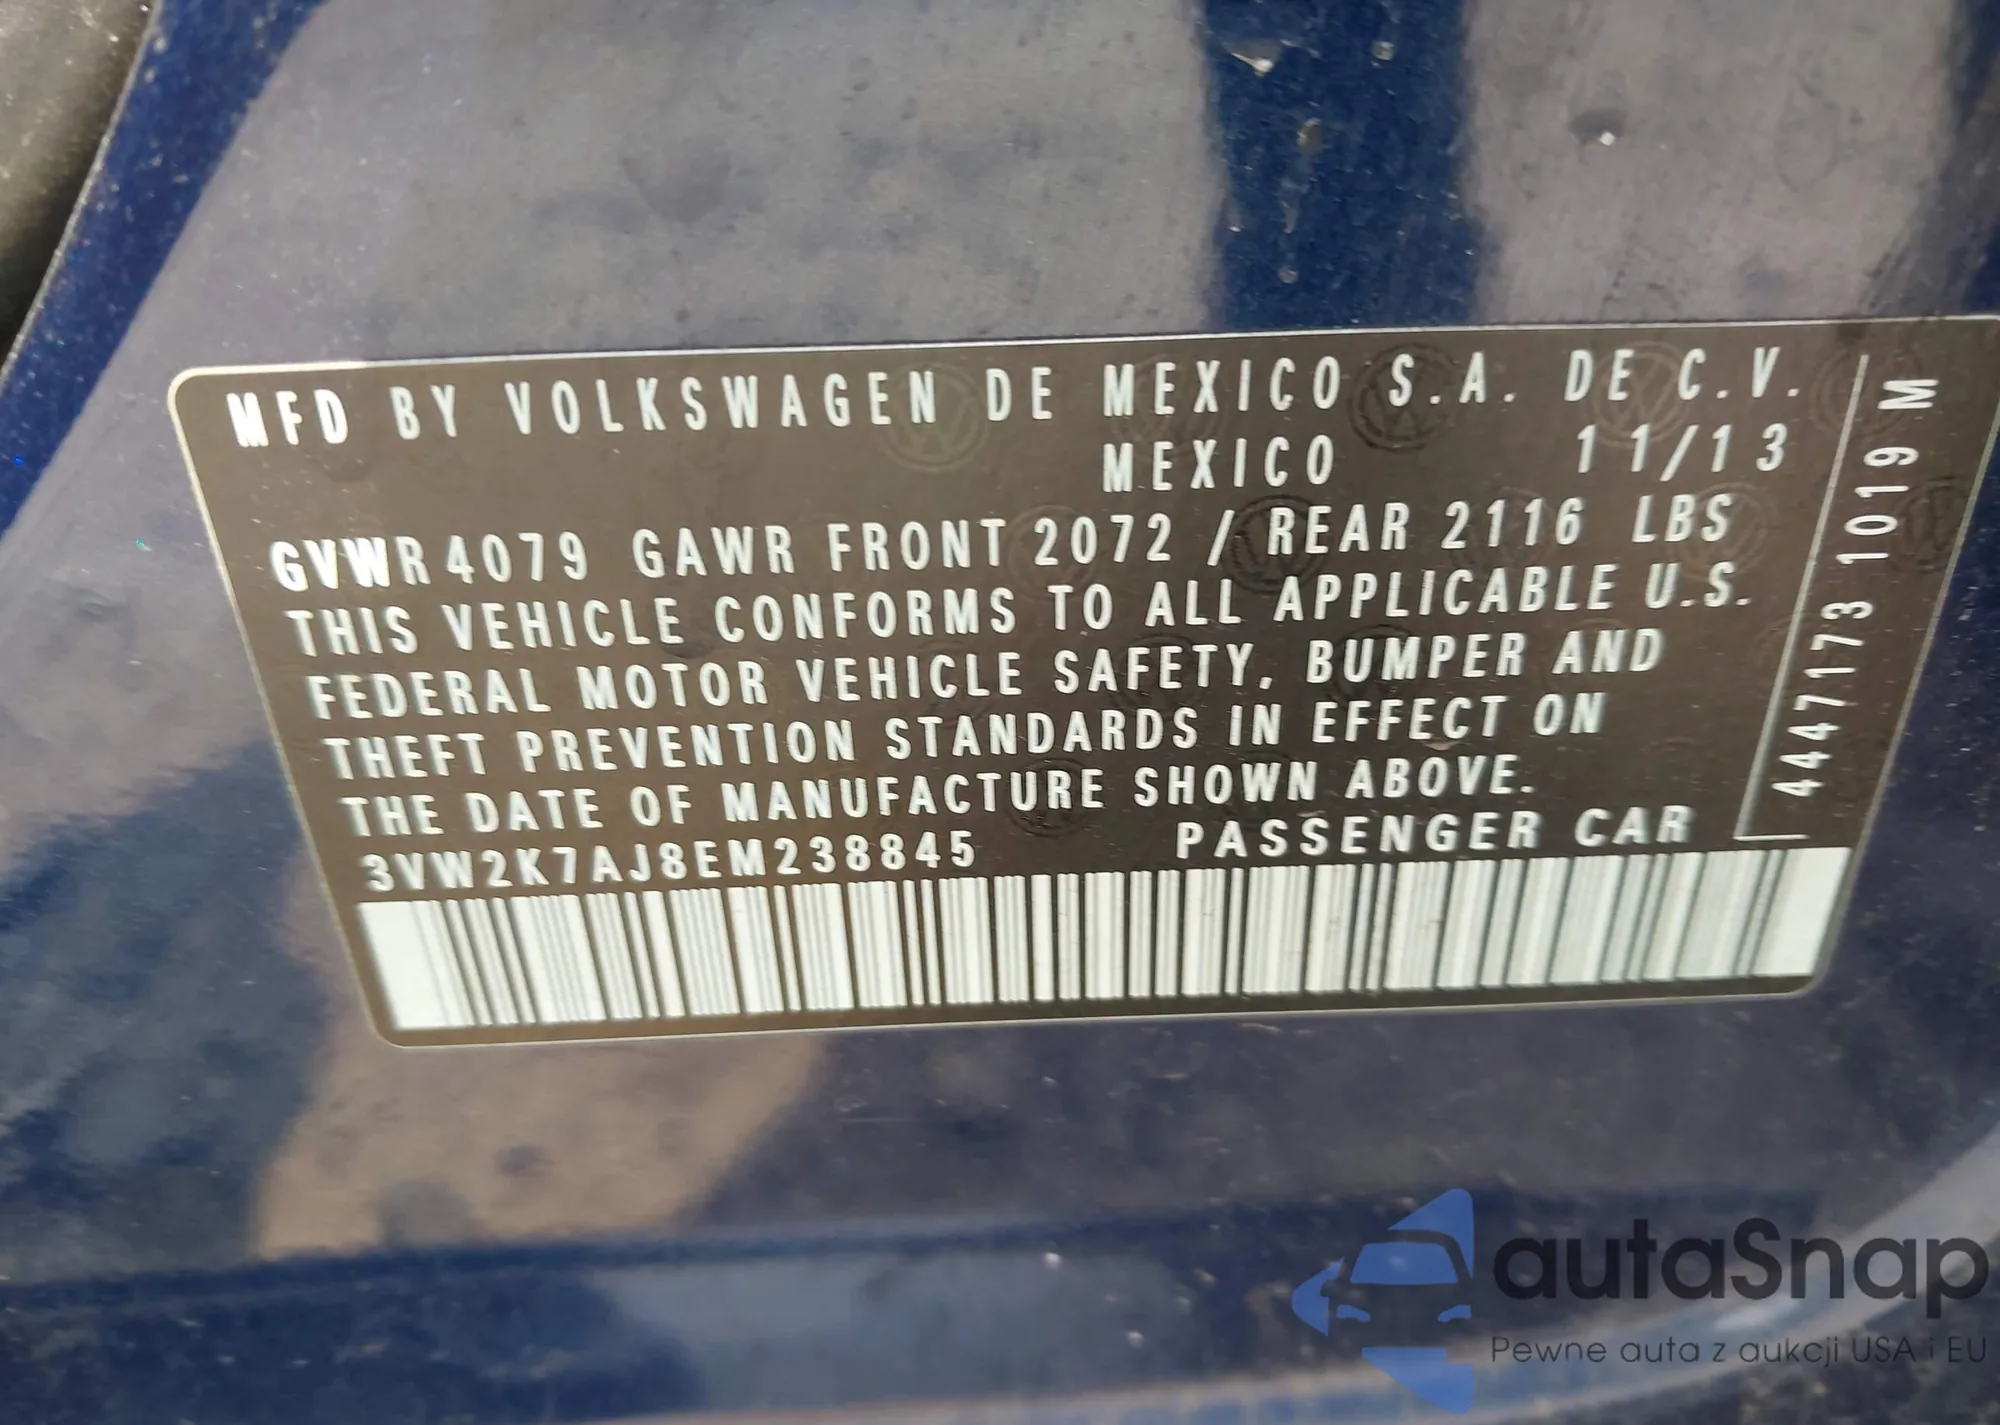 MFD BY VOLKSWAGEN DE MEXICO S.A. DE C.V.
MEXICO 11/13
GVWR 4079 GAWR FRONT 2072 / REAR 2116 LBS
THIS VEHICLE CONFORMS TO ALL APPLICABLE U.S.
FEDERAL MOTOR VEHICLE SAFETY, BUMPER AND
THEFT PREVENTION STANDARDS IN EFFECT ON
THE DATE OF MANUFACTURE SHOWN ABOVE.
3VW2K7AJ8EM238845 PASSENGER CAR
4447173 1019 M
autaSnap
Pewne auta z aukcji USA i EU